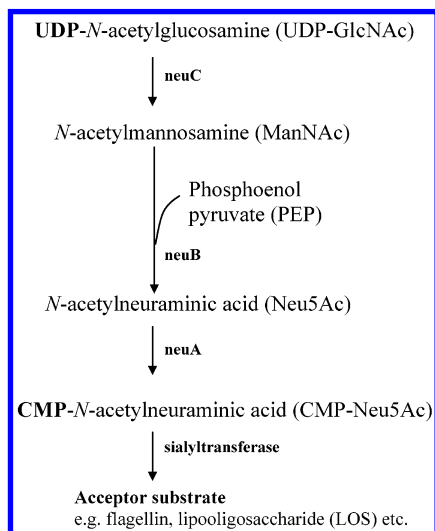 UDP-N-acetylglucosamine (UDP-GlcNAc)
neuC
N-acetylmannosamine (ManNAc)
Phosphoenol
pyruvate (PEP)
neuB
N-acetylneuraminic acid (Neu5Ac)
neuA
CMP-N-acetylneuraminic acid (CMP-Neu5Ac)
sialyltransferase
Acceptor substrate
e.g. flagellin, lipooligosaccharide (LOS) etc.